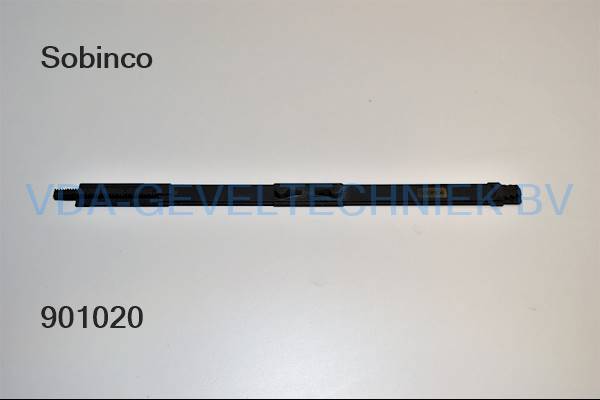 Sobinco
VDA-GEVELTECHNIEK BV
901020